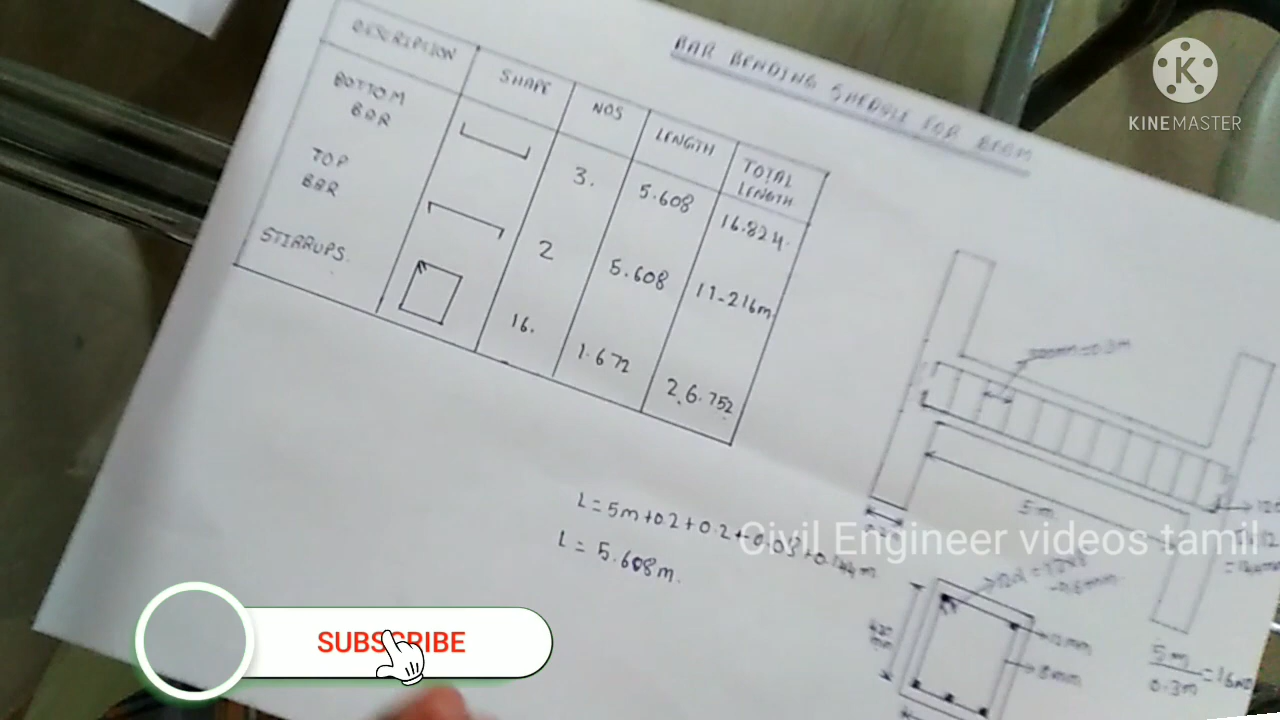 BAR BENDING SHEDULE FOR BEAM
DESCRIPTION SHAPE NOS LENGTH TOTAL LENGTH
BOTTOM BAR 3. 5.608 16.824.
TOP BAR 2 5.608 11-216m.
STIRRUPS. 16. 1.672 26.752
L = 5m+0.2+0.2+0.0
L = 5.608m.
5m
12mm
8mm
5m
0.3m
K
KINEMASTER
Civil Engineer videos tamil
SUBSCRIBE